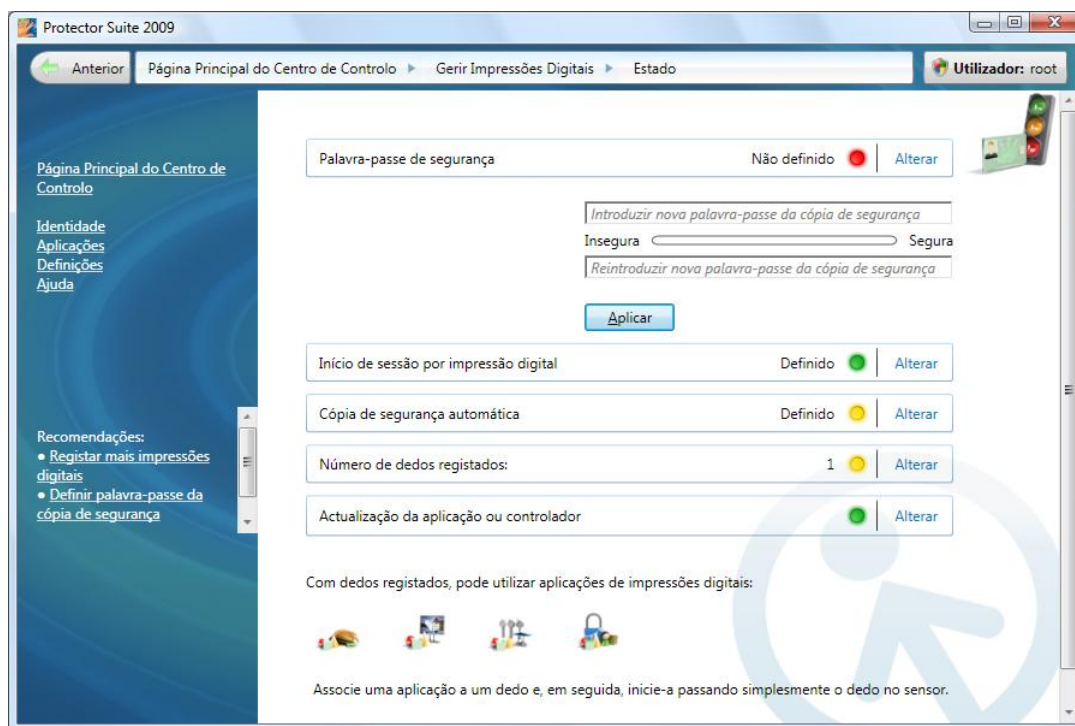 Protector Suite 2009
Anterior
Página Principal do Centro de Controlo
Gerir Impressões Digitais
Estado
Utilizador: root
Página Principal do Centro de
Controlo
Identidade
Aplicações
Definições
Ajuda
Recomendações:
● Registar mais impressões
digitais
● Definir palavra-passe da
cópia de segurança
Palavra-passe de segurança Não definido Alterar
Introduzir nova palavra-passe da cópia de segurança
Insegura Segura
Reintroduzir nova palavra-passe da cópia de segurança
Aplicar
Início de sessão por impressão digital Definido Alterar
Cópia de segurança automática Definido Alterar
Número de dedos registados: 1 Alterar
Actualização da aplicação ou controlador Alterar
Com dedos registados, pode utilizar aplicações de impressões digitais:
Associe uma aplicação a um dedo e, em seguida, inicie-a passando simplesmente o dedo no sensor.